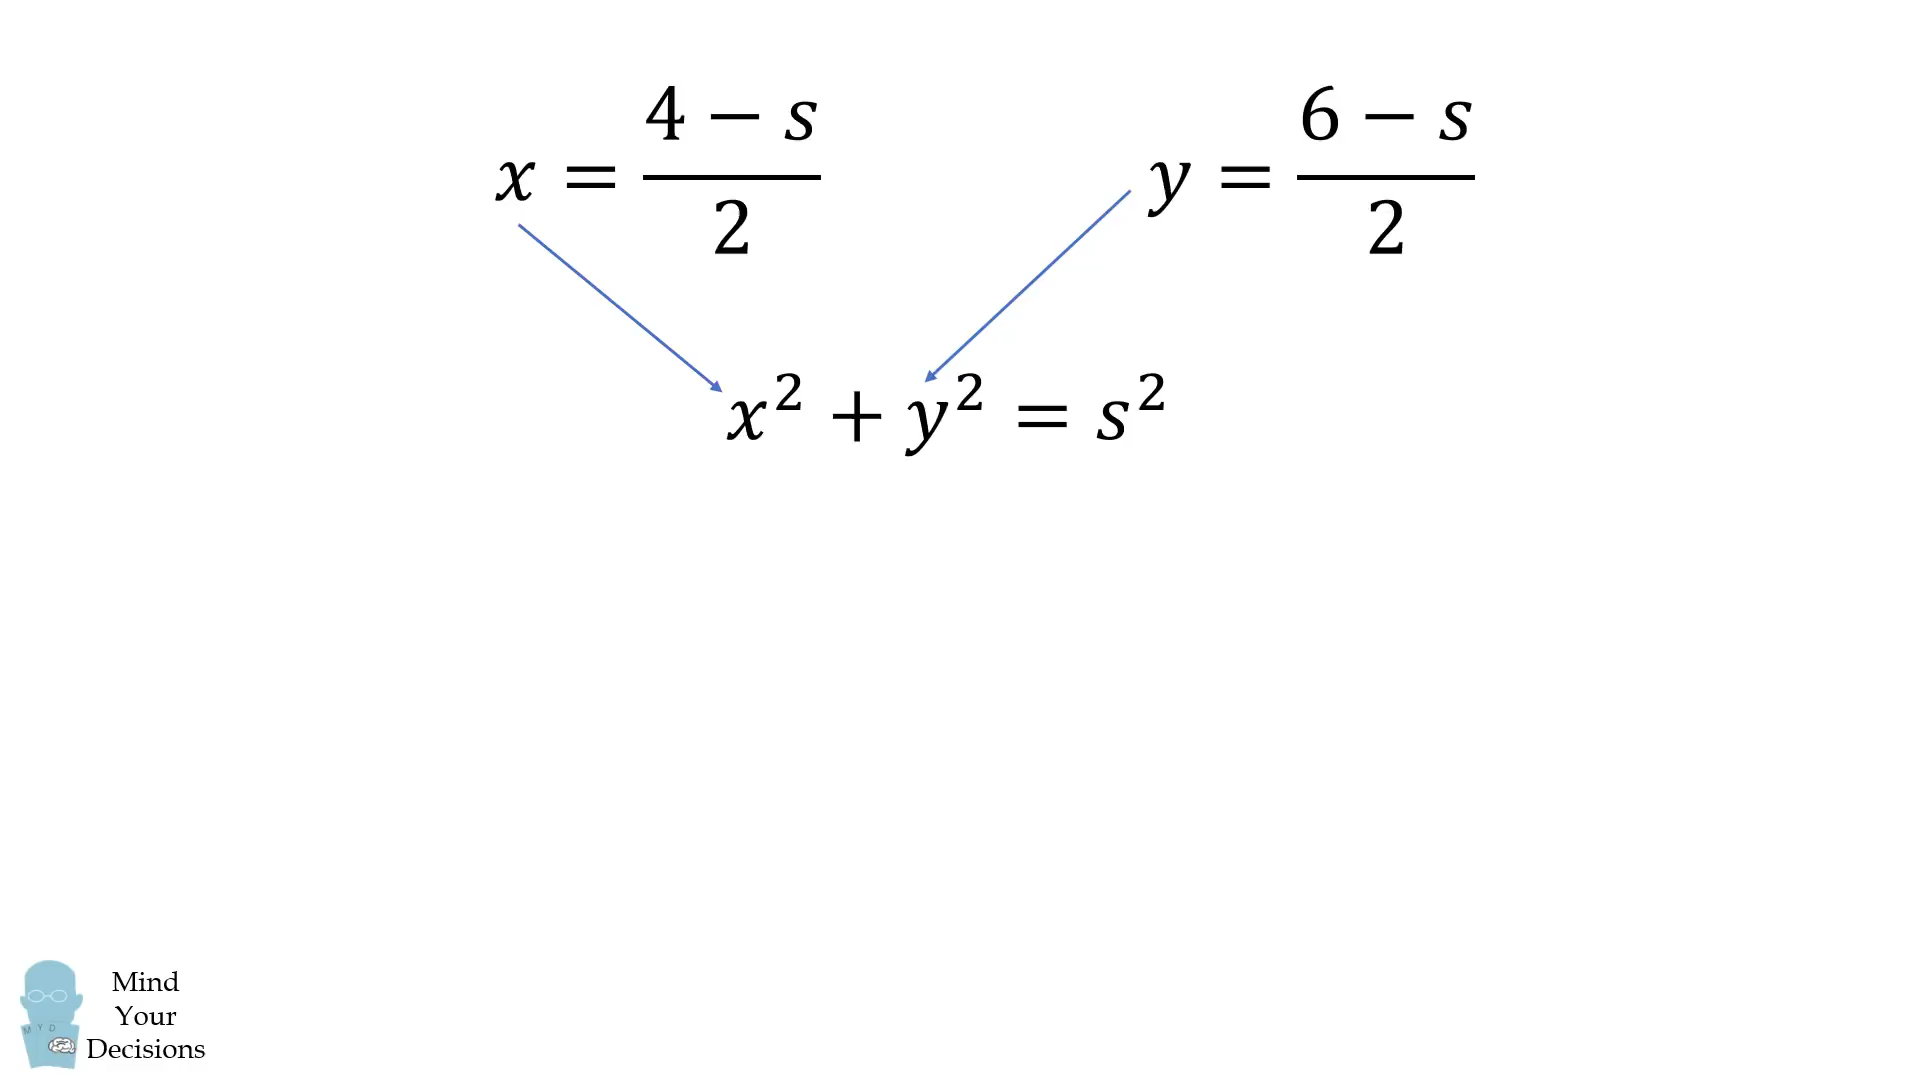 x = (4 − s)/2    y = (6 − s)/2
x² + y² = s²
M Y D
Mind
Your
Decisions